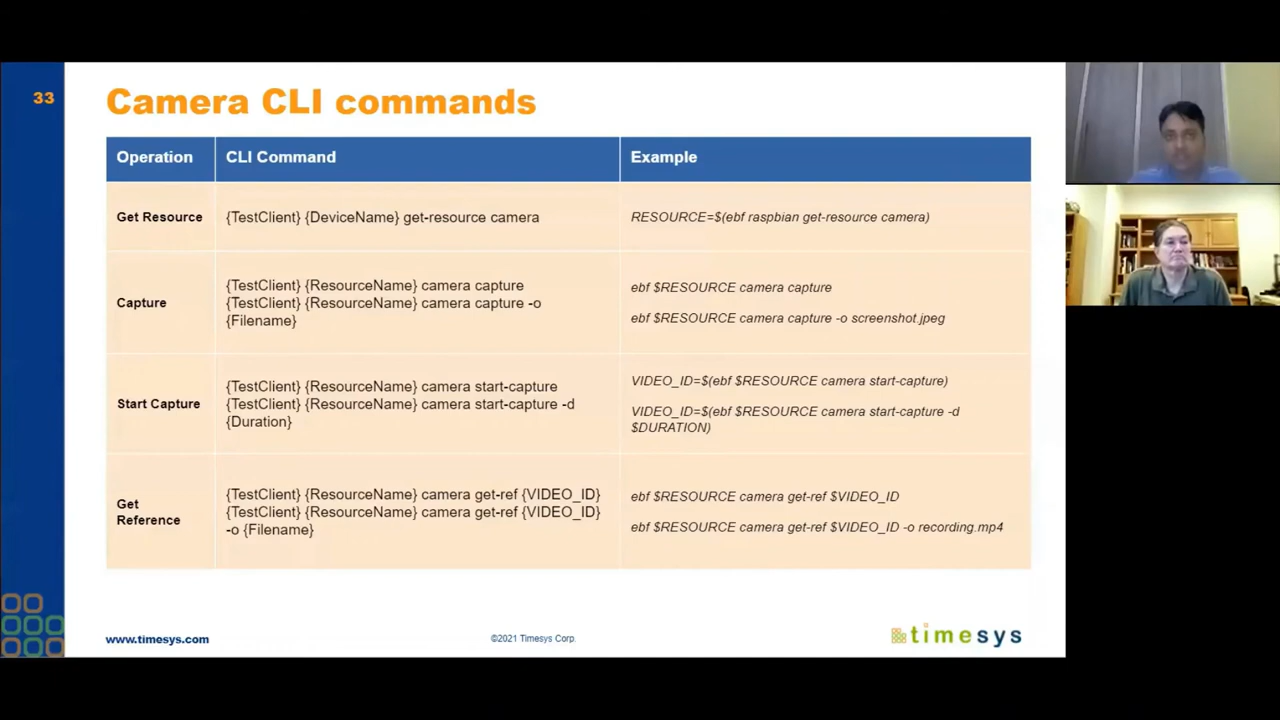 33
Camera CLI commands
Operation
CLI Command
Example
Get Resource
{TestClient} {DeviceName} get-resource camera
RESOURCE=$(ebf raspbian get-resource camera)
Capture
{TestClient} {ResourceName} camera capture
{TestClient} {ResourceName} camera capture -o
{Filename}
ebf $RESOURCE camera capture
ebf $RESOURCE camera capture -o screenshot.jpeg
Start Capture
{TestClient} {ResourceName} camera start-capture
{TestClient} {ResourceName} camera start-capture -d
{Duration}
VIDEO_ID=$(ebf $RESOURCE camera start-capture)
VIDEO_ID=$(ebf $RESOURCE camera start-capture -d
$DURATION)
Get
Reference
{TestClient} {ResourceName} camera get-ref {VIDEO_ID}
{TestClient} {ResourceName} camera get-ref {VIDEO_ID}
-o {Filename}
ebf $RESOURCE camera get-ref $VIDEO_ID
ebf $RESOURCE camera get-ref $VIDEO_ID -o recording.mp4
www.timesys.com
©2021 Timesys Corp.
timesys